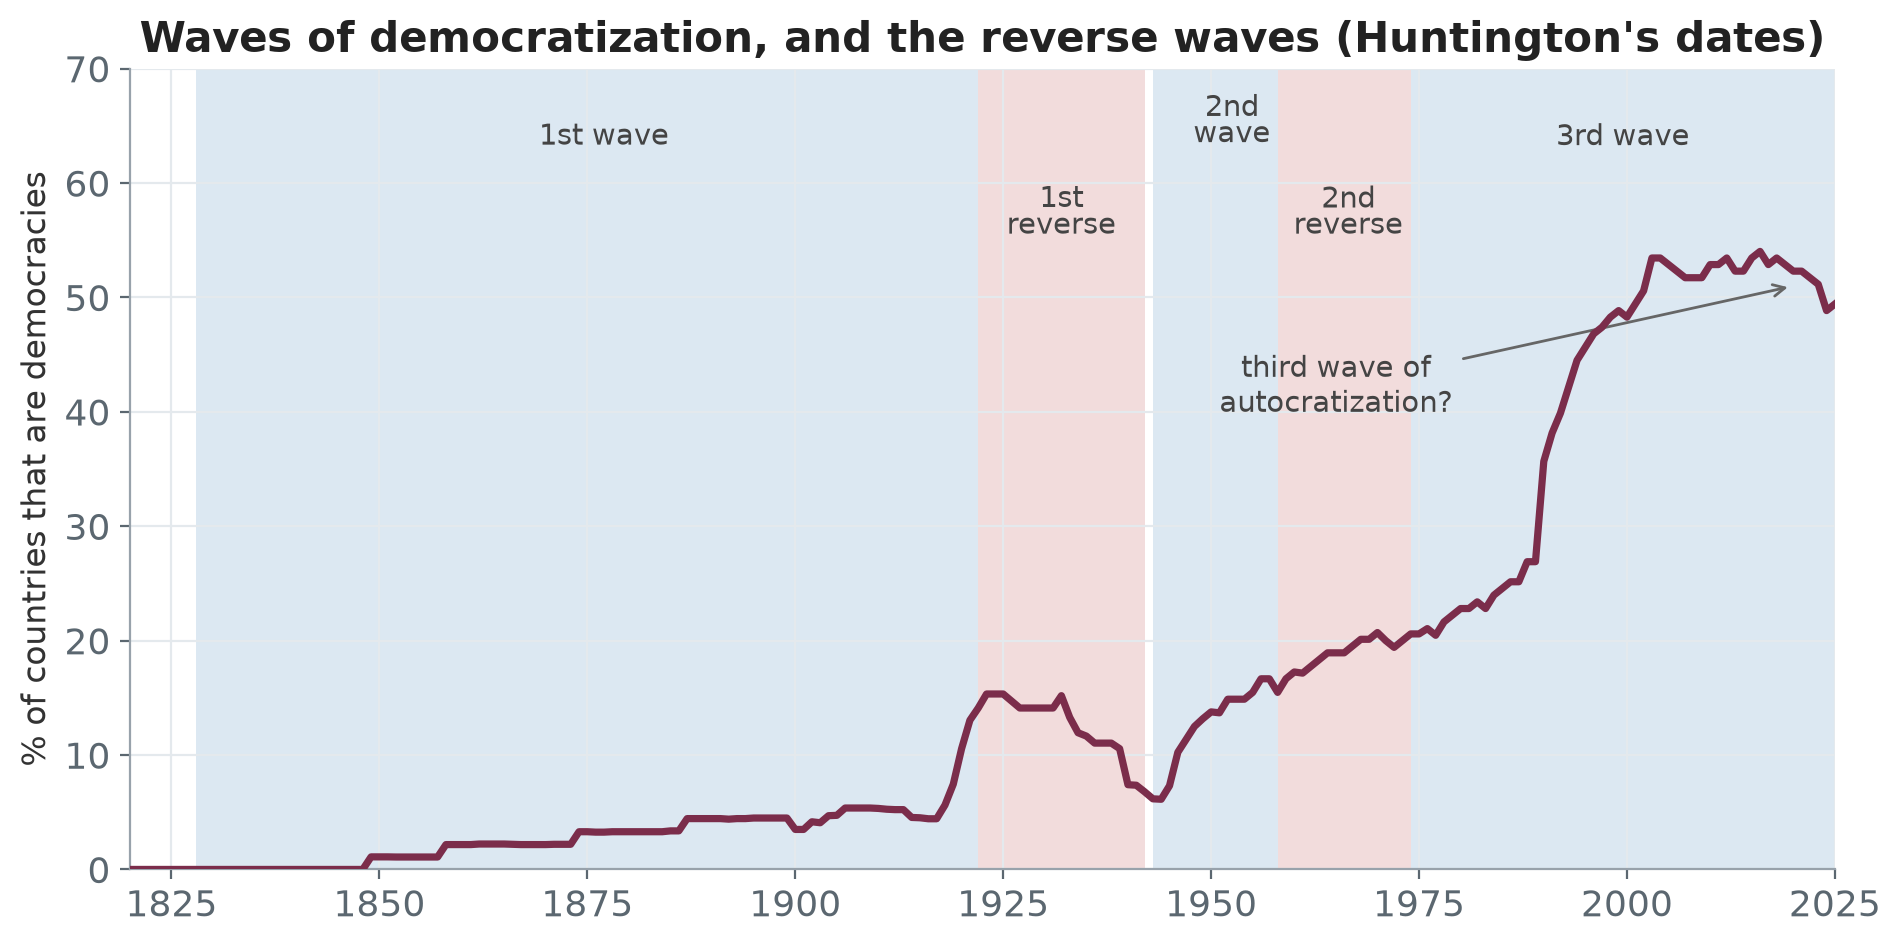 Waves of democratization, and the reverse waves (Huntington's dates)
% of countries that are democracies
70
60
50
40
30
20
10
0
1st wave
1st
reverse
2nd
wave
2nd
reverse
3rd wave
third wave of
autocratization?
1825
1850
1875
1900
1925
1950
1975
2000
2025